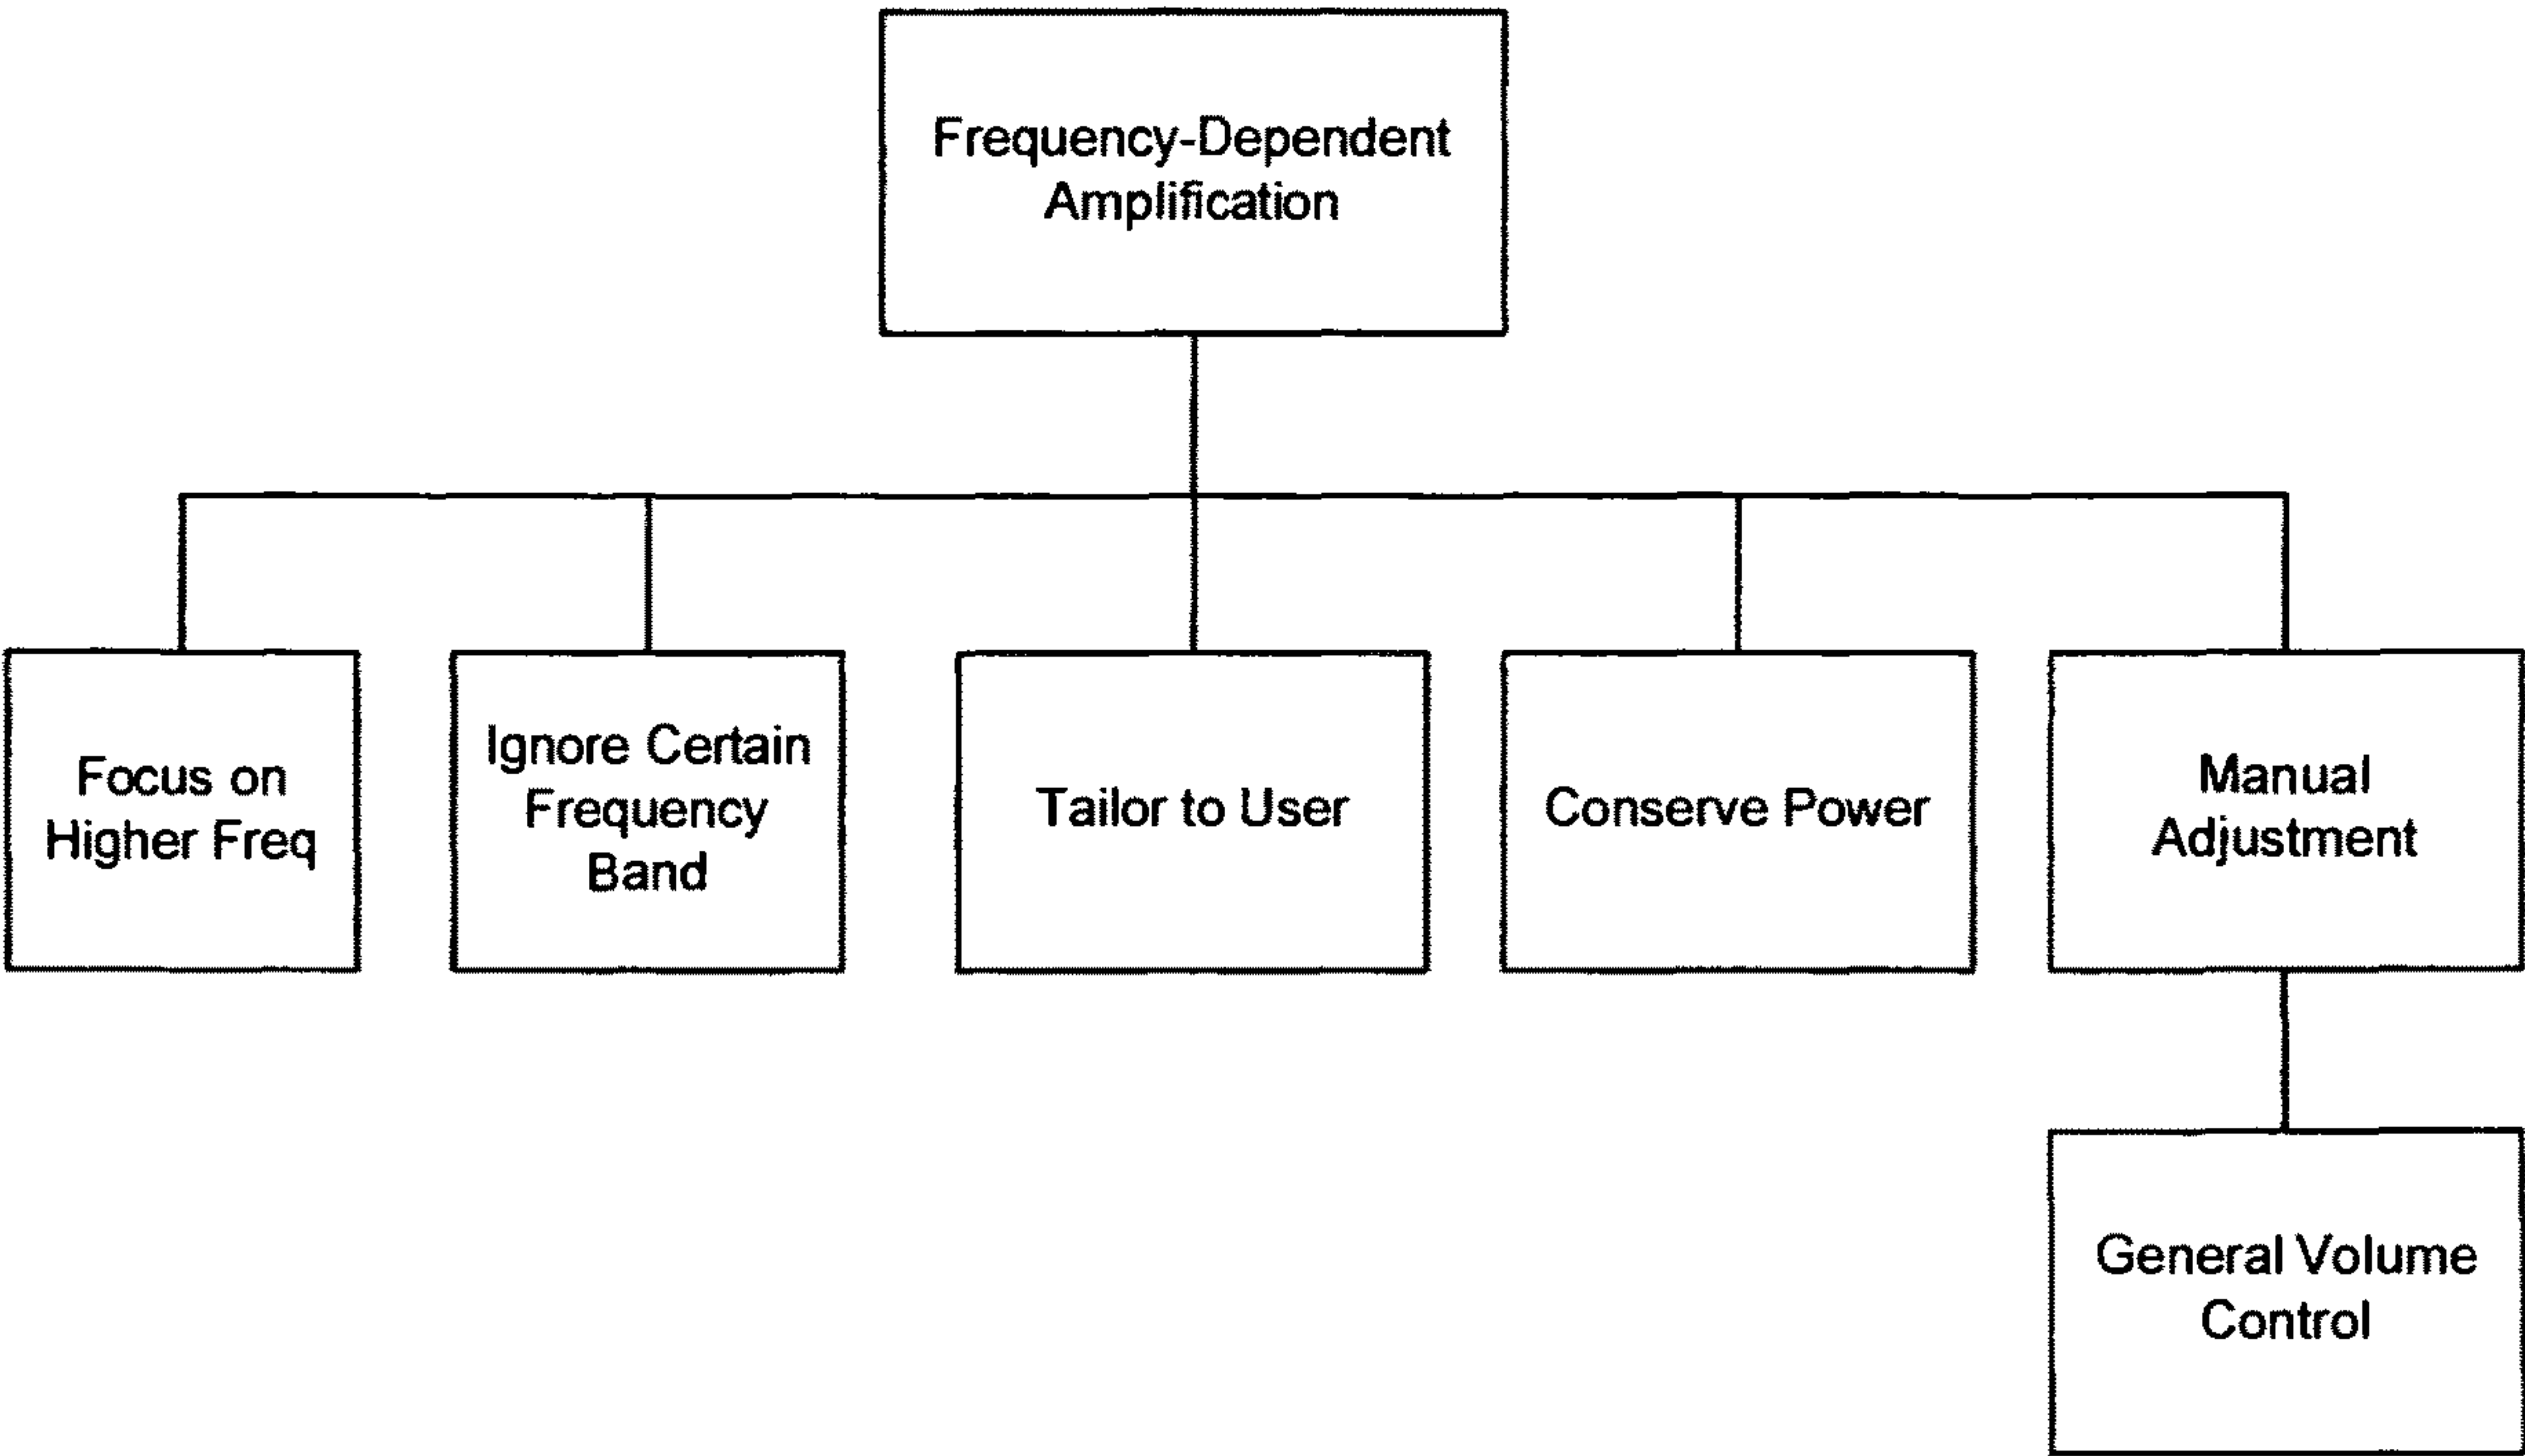 Frequency-Dependent
Amplification
Focus on
Higher Freq
Ignore Certain
Frequency
Band
Tailor to User
Conserve Power
Manual
Adjustment
General Volume
Control